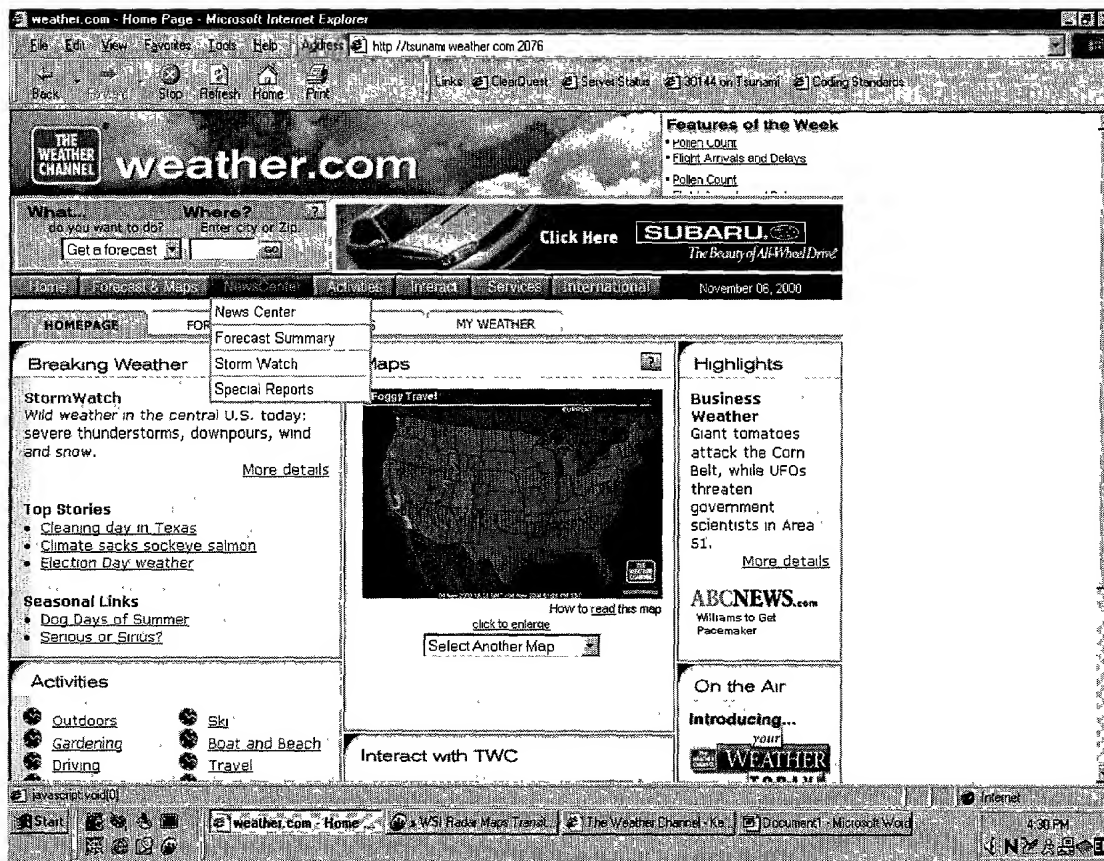 weather.com - Home Page - Microsoft Internet Explorer
File Edit View Favorites Tools Help Address http //tsunami weather com 2076
Back Forward Stop Refresh Home Print Links ClearQuest Server Status 30144 on Tsunami Coding Standards
THE WEATHER CHANNEL
weather.com
Features of the Week
Pollen Count
Flight Arrivals and Delays
Pollen Count
What...
do you want to do?
Where?
Enter city or Zip.
?
Get a forecast
GO
Click Here
SUBARU.
The Beauty of All-Wheel Drive
Home Forecast & Maps NewsCenter Activities Interact Services International November 06, 2000
HOMEPAGE FOR S MY WEATHER
News Center
Forecast Summary
Storm Watch
Special Reports
Breaking Weather
StormWatch
Wild weather in the central U.S. today:
severe thunderstorms, downpours, wind
and snow.
More details
Top Stories
• Cleaning day in Texas
• Climate sacks sockeye salmon
• Election Day weather
Seasonal Links
• Dog Days of Summer
• Serious or Sirius?
Activities
Outdoors Ski
Gardening Boat and Beach
Driving Travel
Maps ?
Foggy Travel
CURRENT
THE WEATHER CHANNEL
How to read this map
click to enlarge
Select Another Map
Interact with TWC
Highlights
Business
Weather
Giant tomatoes
attack the Corn
Belt, while UFOs
threaten
government
scientists in Area
51.
More details
ABCNEWS.com
Williams to Get
Pacemaker
On the Air
Introducing...
your
WEATHER
TODAY
javascript void(0) Internet
Start weather.com - Home ... WSI Radar Maps Transl... The Weather Channel - Ke... Document1 - Microsoft Word 4:30 PM